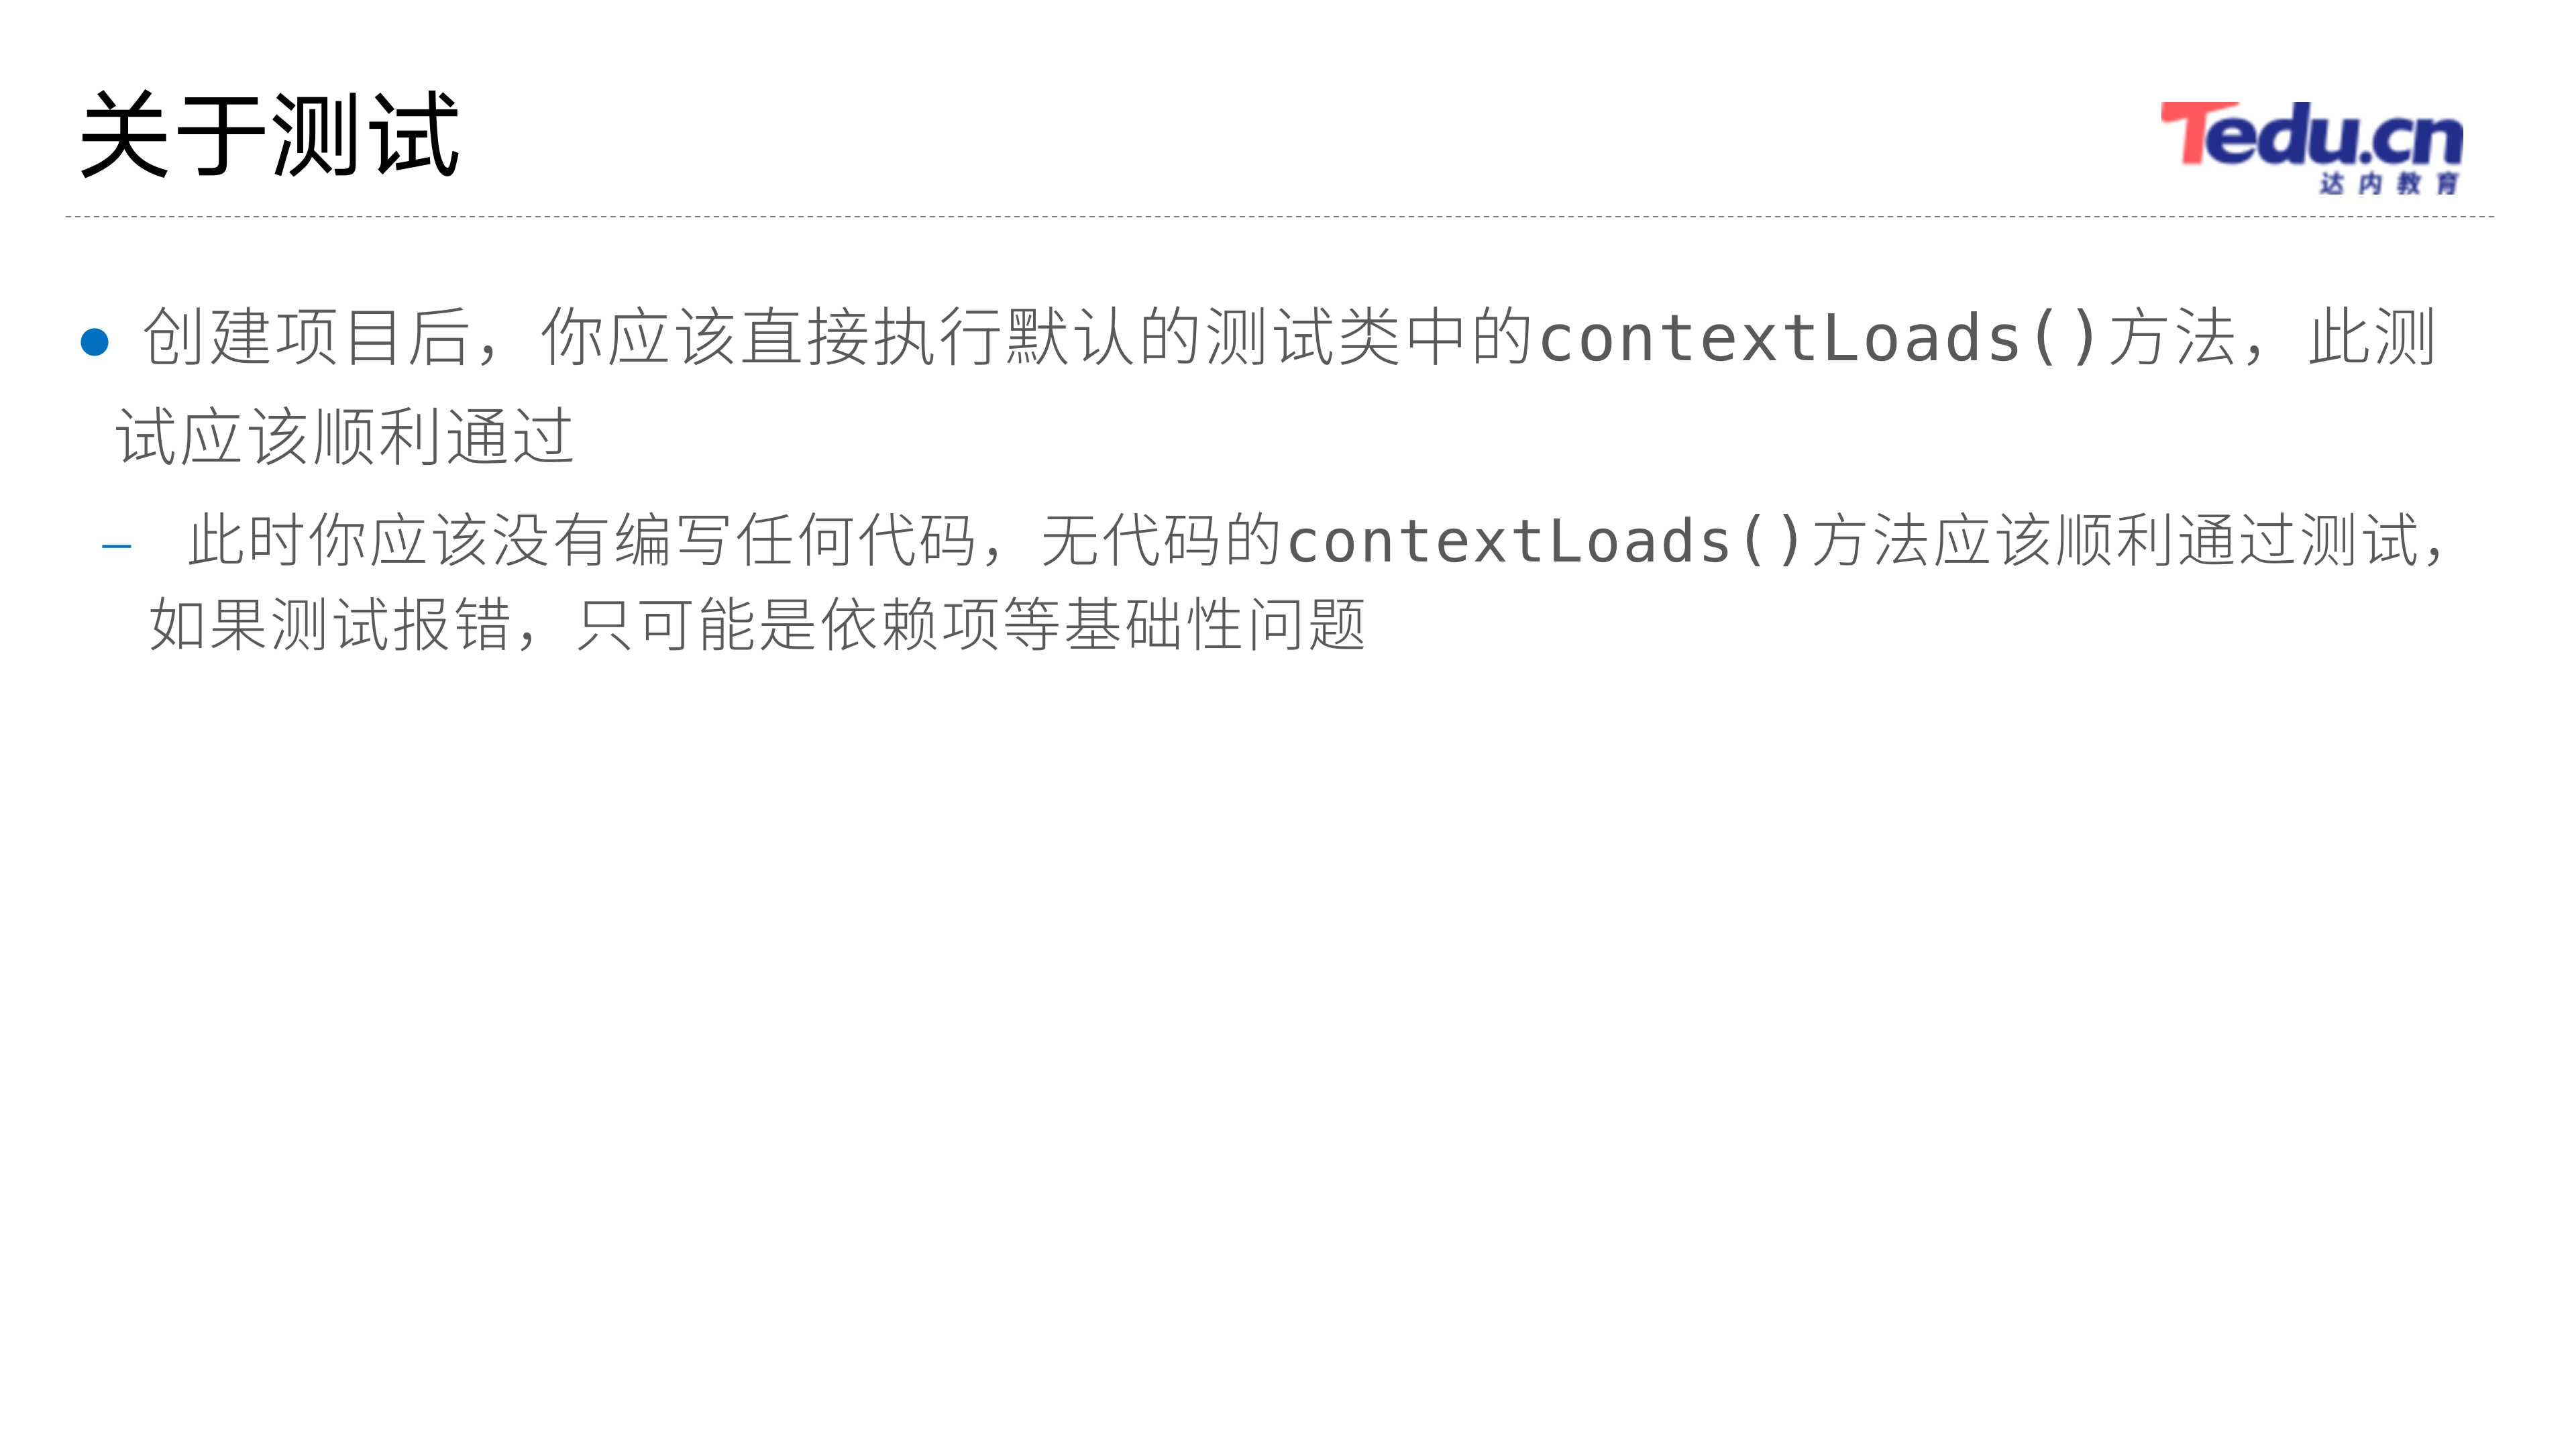 关于测试
Tedu.cn
达内教育
● 创建项目后，你应该直接执行默认的测试类中的contextLoads()方法，此测
试应该顺利通过
– 此时你应该没有编写任何代码，无代码的contextLoads()方法应该顺利通过测试，
如果测试报错，只可能是依赖项等基础性问题